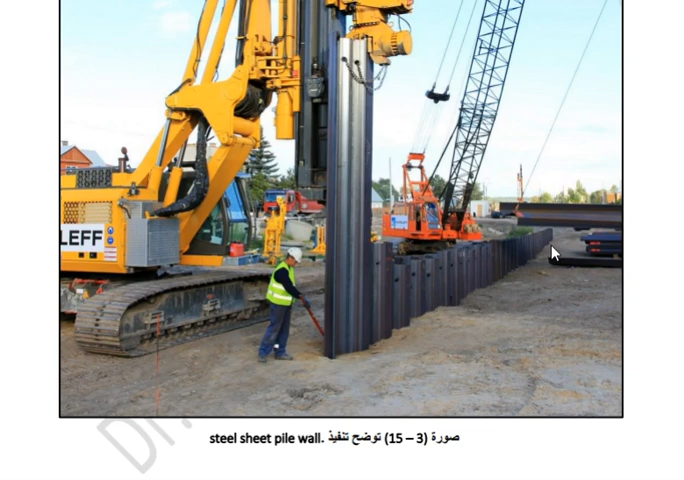 LEFF
صورة (3 – 15) توضح تنفيذ steel sheet pile wall.